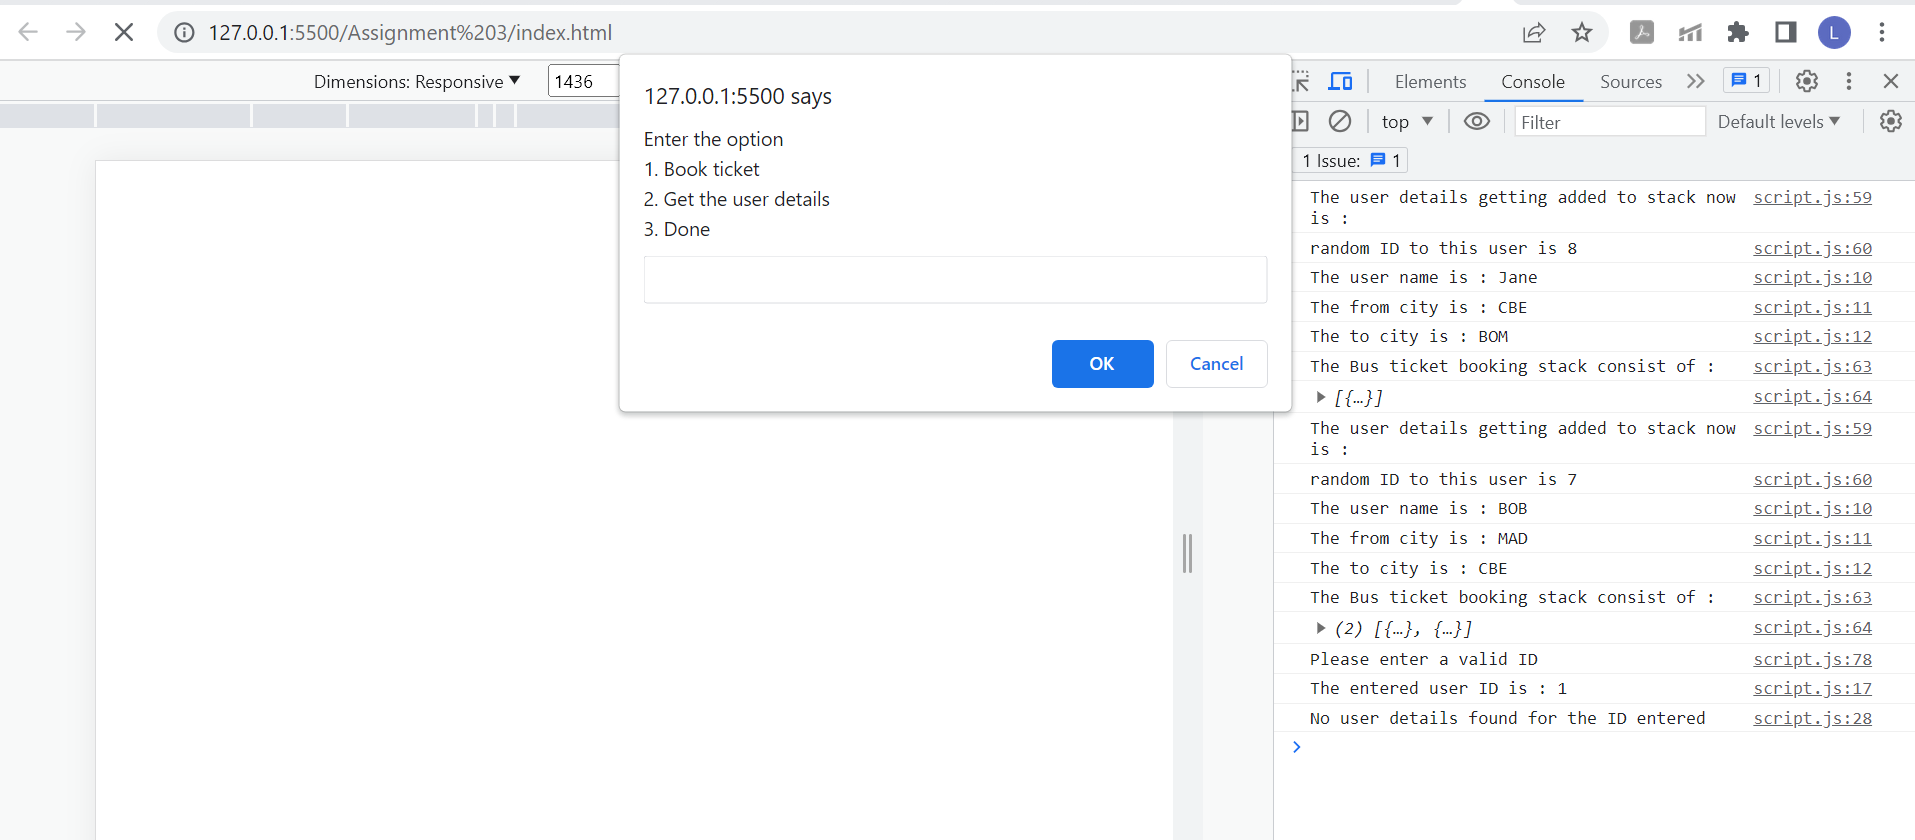 127.0.0.1:5500/Assignment%203/index.html
L
Dimensions: Responsive ▼
1436
127.0.0.1:5500 says
Enter the option
1. Book ticket
2. Get the user details
3. Done
OK
Cancel
Elements
Console
Sources
1
top ▼
Filter
Default levels ▼
1 Issue: 1
The user details getting added to stack now script.js:59
is :
random ID to this user is 8 script.js:60
The user name is : Jane script.js:10
The from city is : CBE script.js:11
The to city is : BOM script.js:12
The Bus ticket booking stack consist of : script.js:63
▶ [{…}] script.js:64
The user details getting added to stack now script.js:59
is :
random ID to this user is 7 script.js:60
The user name is : BOB script.js:10
The from city is : MAD script.js:11
The to city is : CBE script.js:12
The Bus ticket booking stack consist of : script.js:63
▶ (2) [{…}, {…}] script.js:64
Please enter a valid ID script.js:78
The entered user ID is : 1 script.js:17
No user details found for the ID entered script.js:28